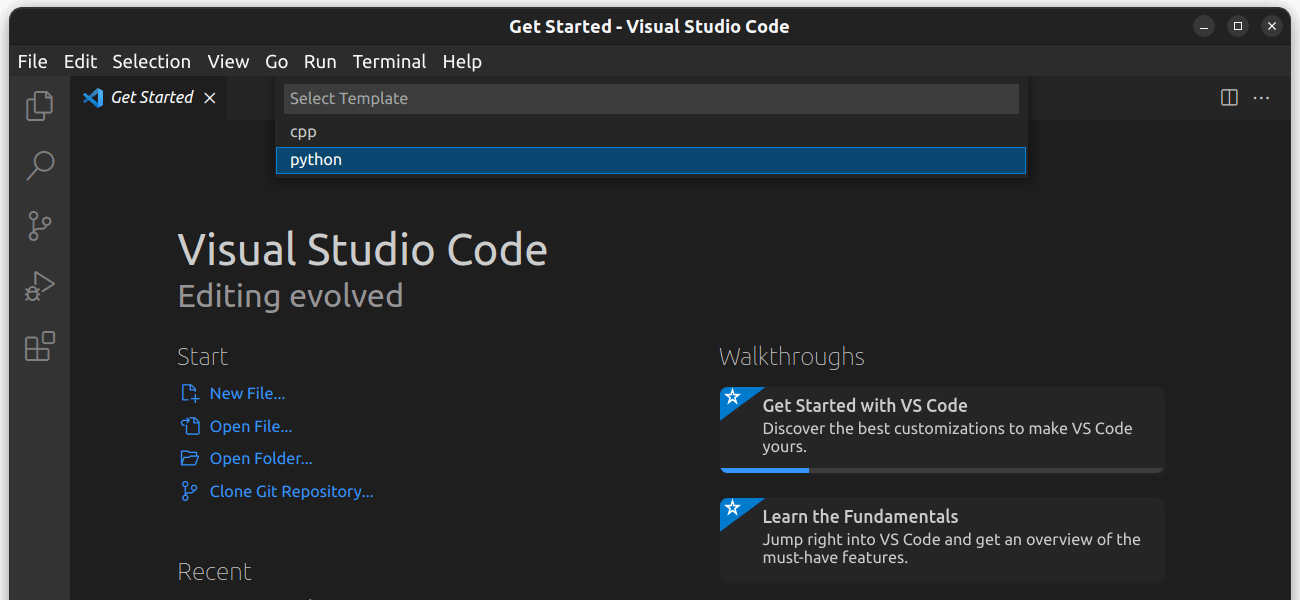 Get Started - Visual Studio Code
File Edit Selection View Go Run Terminal Help
Get Started
Select Template
cpp
python
Visual Studio Code
Editing evolved
Start
New File...
Open File...
Open Folder...
Clone Git Repository...
Recent
Walkthroughs
Get Started with VS Code
Discover the best customizations to make VS Code
yours.
Learn the Fundamentals
Jump right into VS Code and get an overview of the
must-have features.